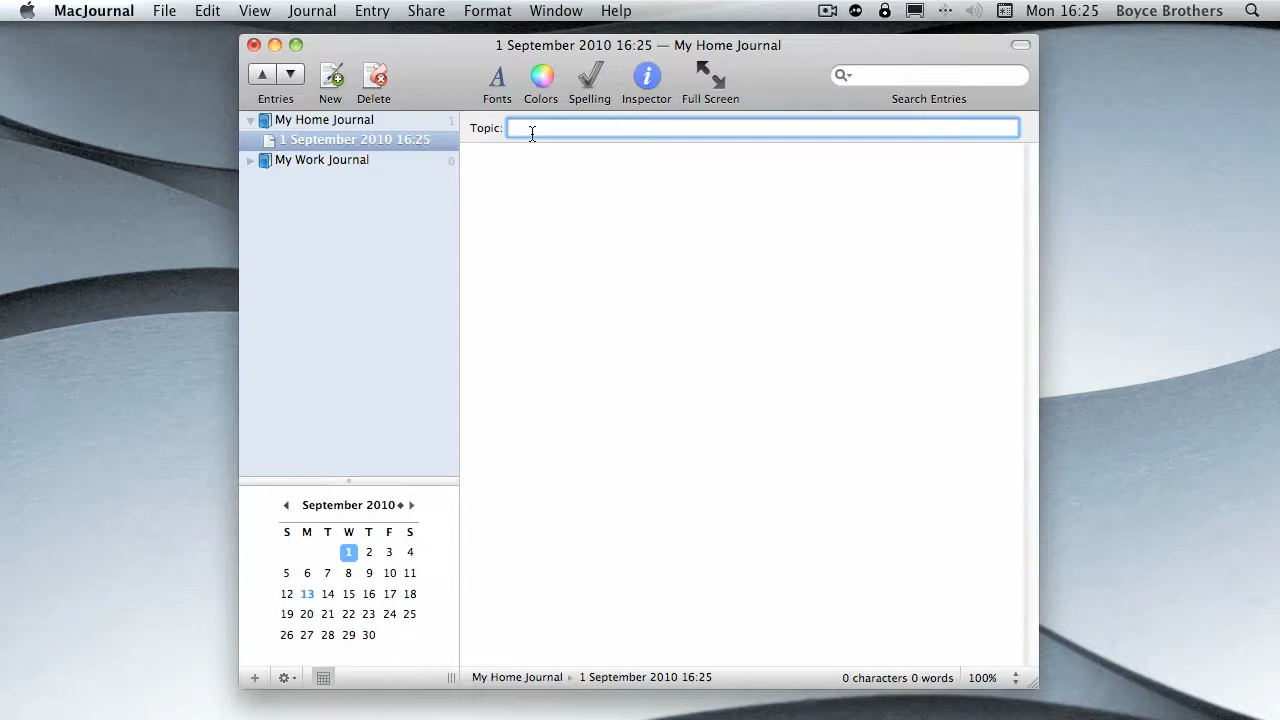 MacJournal File Edit View Journal Entry Share Format Window Help Mon 16:25 Boyce Brothers
1 September 2010 16:25 — My Home Journal
Entries New Delete Fonts Colors Spelling Inspector Full Screen Search Entries
My Home Journal 1
Topic:
1 September 2010 16:25
My Work Journal 0
September 2010
S M T W T F S
1 2 3 4
5 6 7 8 9 10 11
12 13 14 15 16 17 18
19 20 21 22 23 24 25
26 27 28 29 30
My Home Journal ▸ 1 September 2010 16:25 0 characters 0 words 100%